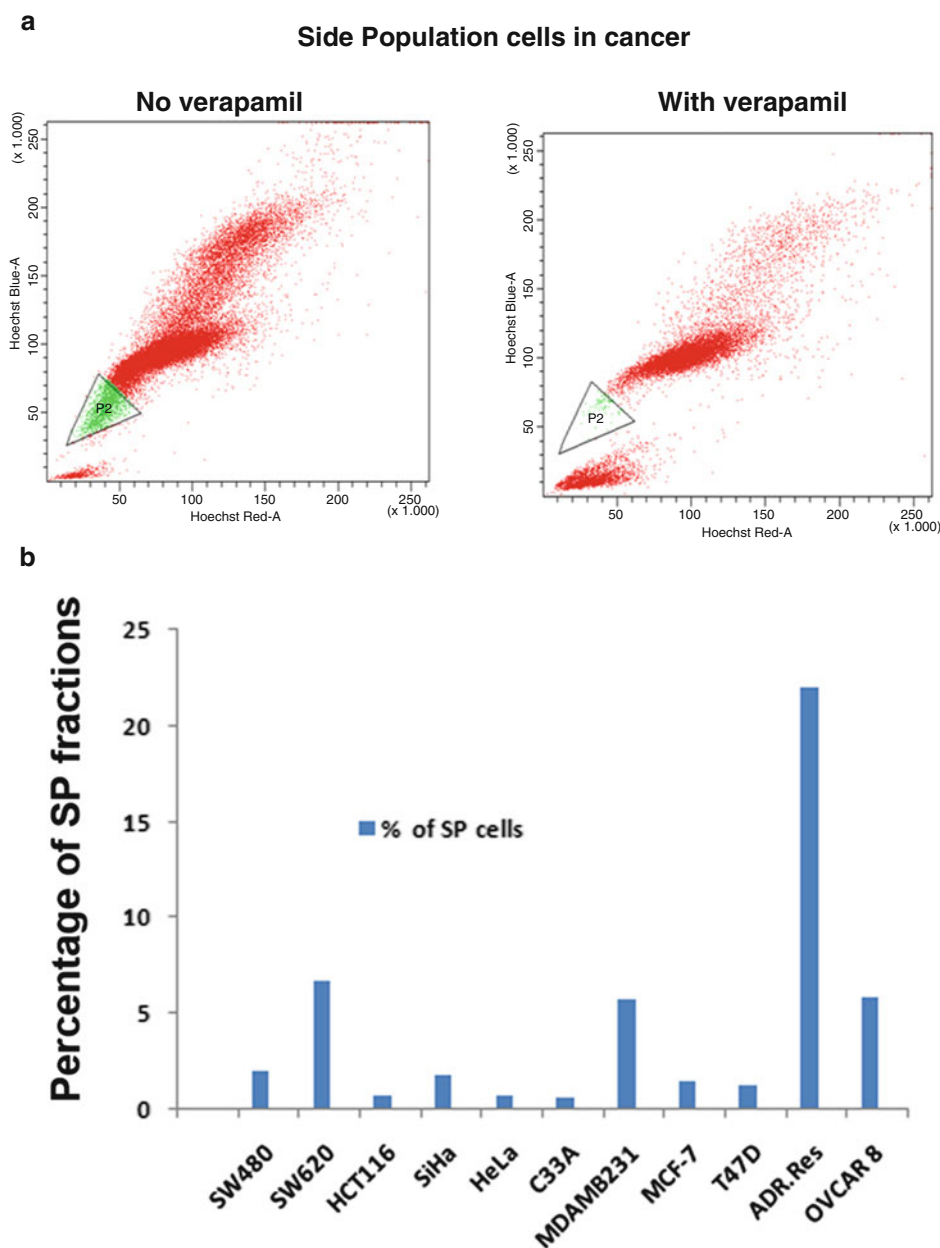 a
Side Population cells in cancer
No verapamil
With verapamil
(x 1.000)
250
200
150
100
50
Hoechst Blue-A
P2
50
100
150
200
250
Hoechst Red-A
(x 1.000)
(x 1.000)
250
200
150
100
50
Hoechst Blue-A
P2
50
100
150
200
250
Hoechst Red-A
(x 1.000)
b
Percentage of SP fractions
25
20
15
10
5
0
% of SP cells
SW480
SW620
HCT116
SiHa
HeLa
C33A
MDAMB231
MCF-7
T47D
ADR.Res
OVCAR 8